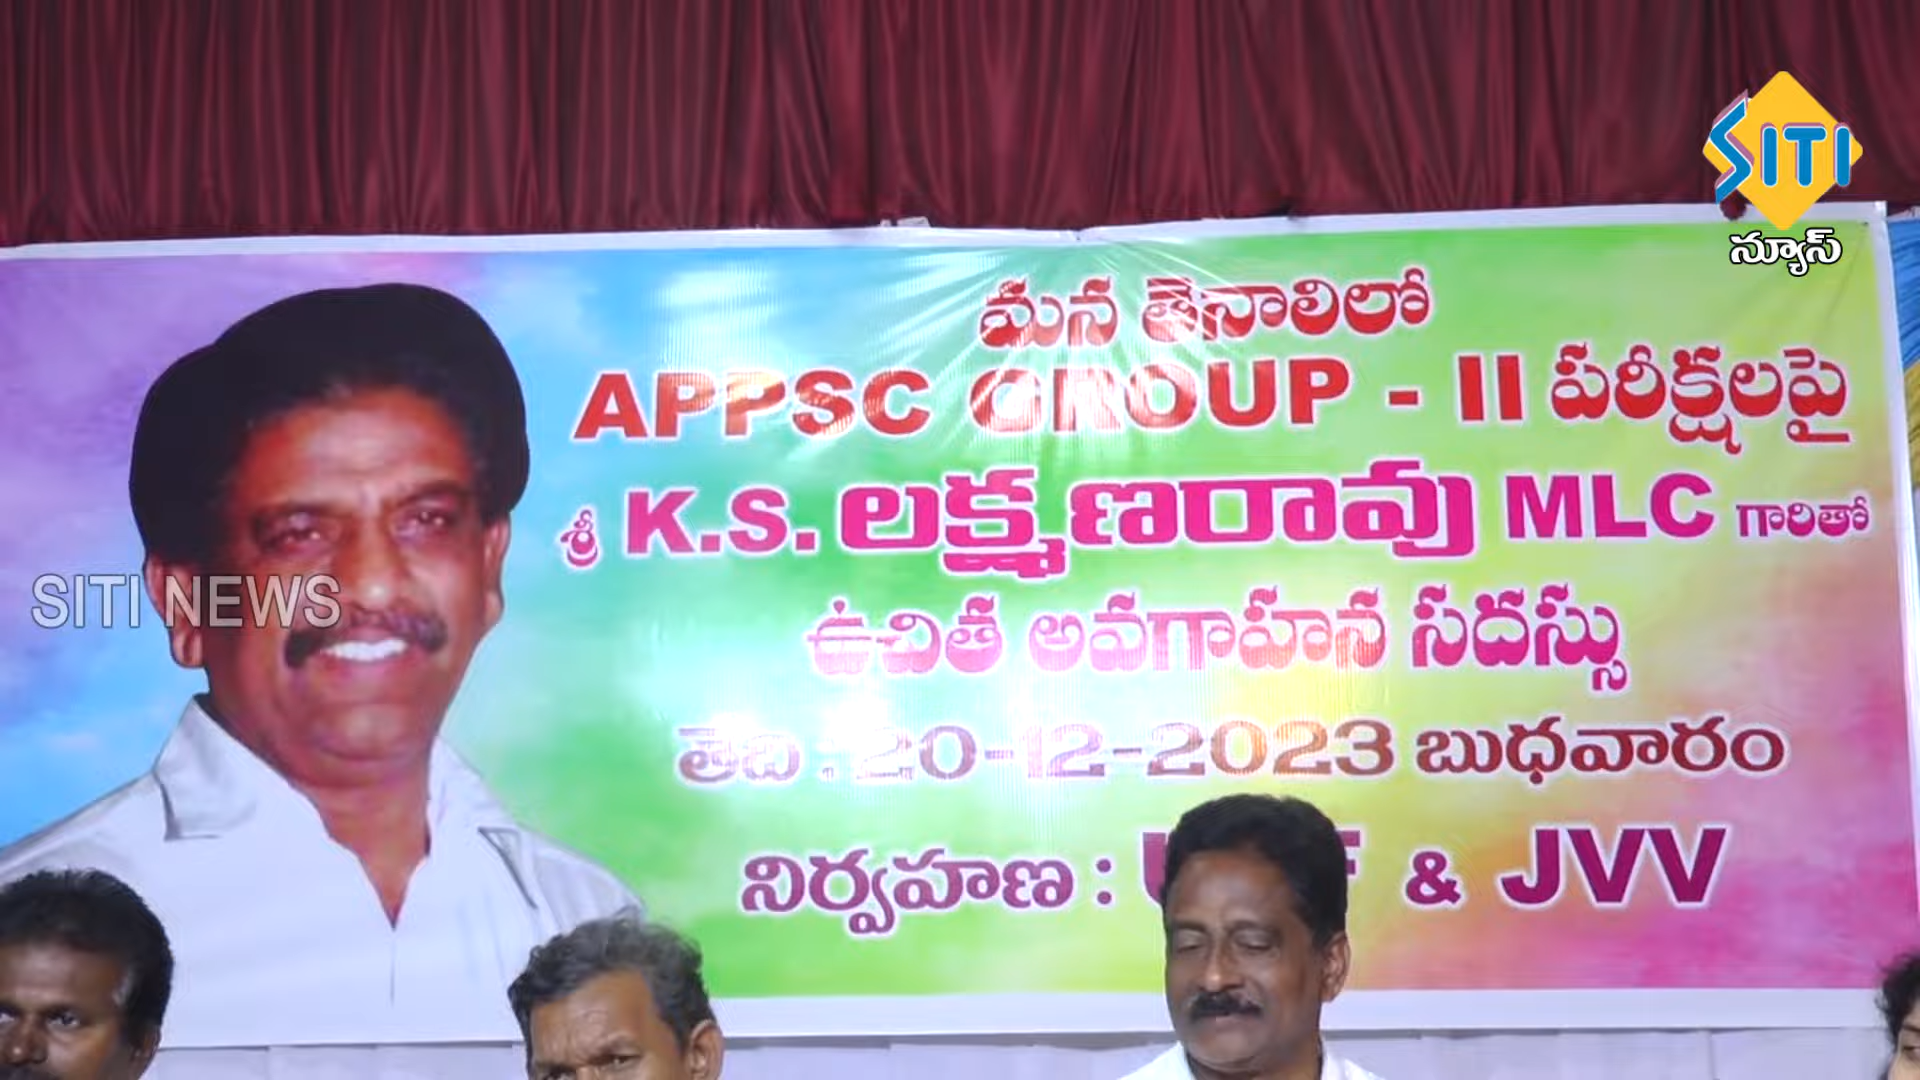 SITI
న్యూస్
మన తెనాలిలో
APPSC GROUP - II పరీక్షలపై
శ్రీ K.S. లక్ష్మణరావు MLC గారితో
ఉచిత అవగాహన సదస్సు
తేది : 20-12-2023 బుధవారం
నిర్వహణ : & JVV
SITI NEWS